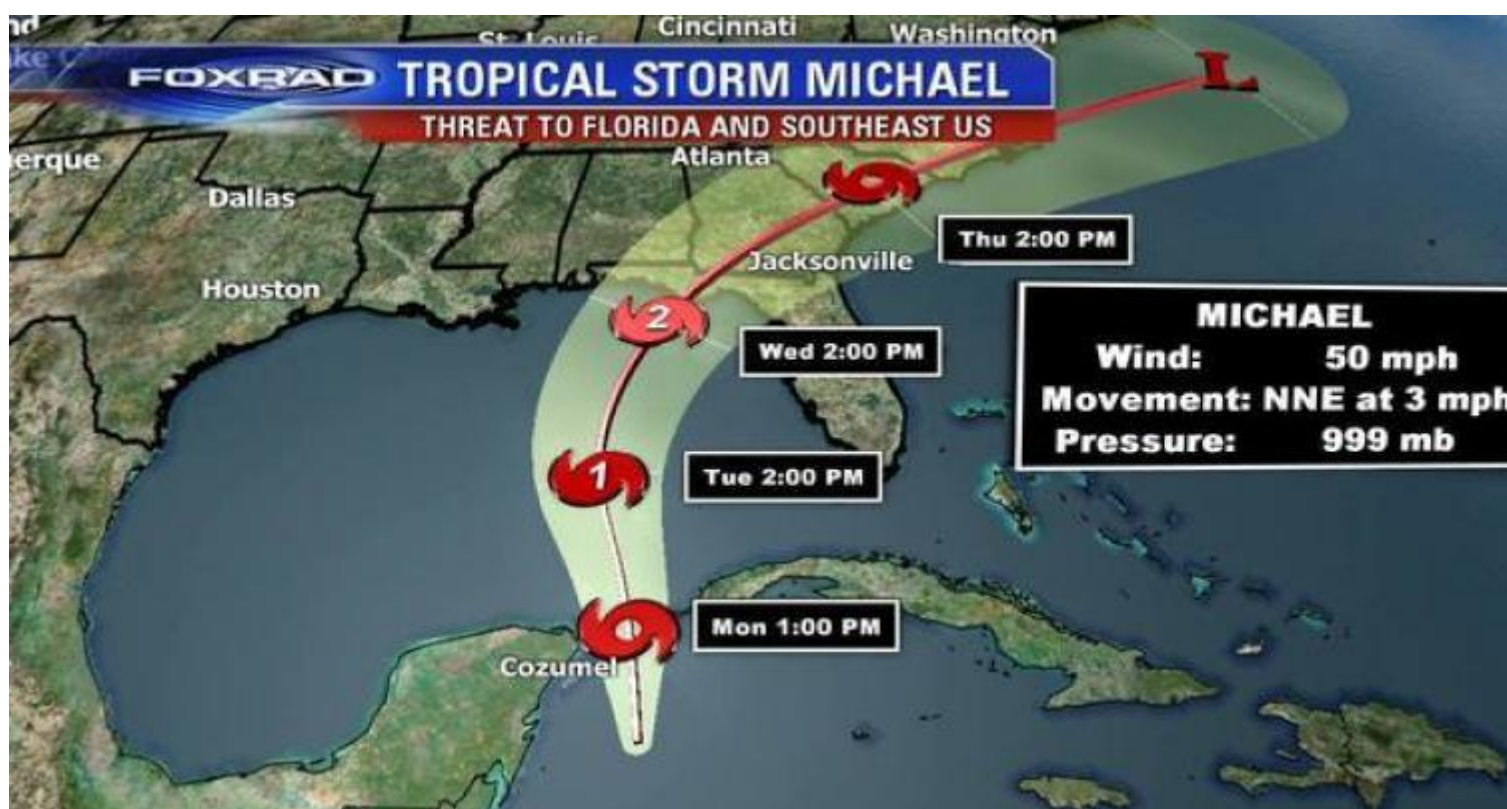 Cincinnati
St. Louis
Washington
FOXRAD TROPICAL STORM MICHAEL
THREAT TO FLORIDA AND SOUTHEAST US
Atlanta
Dallas
Thu 2:00 PM
Jacksonville
Houston
2
Wed 2:00 PM
MICHAEL
Wind: 50 mph
Movement: NNE at 3 mph
Pressure: 999 mb
1
Tue 2:00 PM
Mon 1:00 PM
Cozumel
L